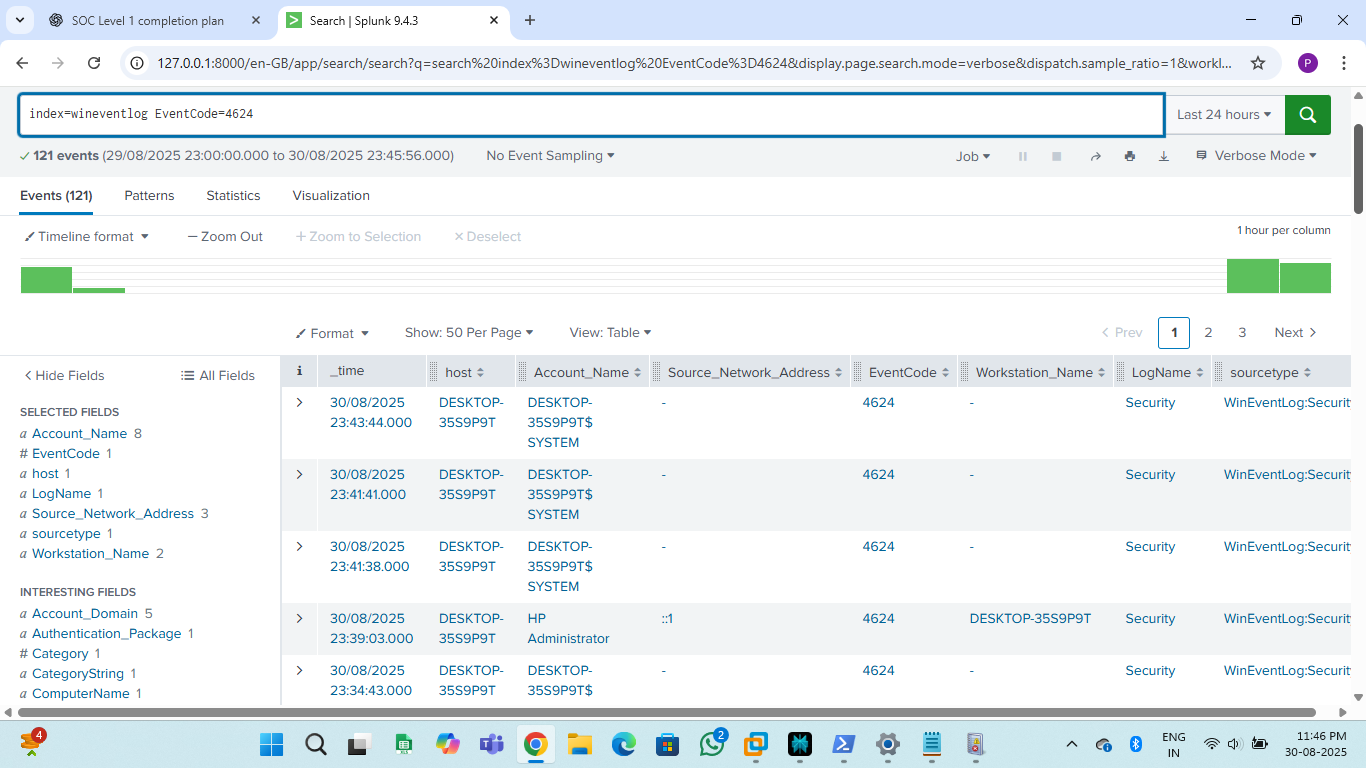 SOC Level 1 completion plan
Search | Splunk 9.4.3
127.0.0.1:8000/en-GB/app/search/search?q=search%20index%3Dwineventlog%20EventCode%3D4624&display.page.search.mode=verbose&dispatch.sample_ratio=1&workl...
P
index=wineventlog EventCode=4624
Last 24 hours
121 events (29/08/2025 23:00:00.000 to 30/08/2025 23:45:56.000)
No Event Sampling
Job
Verbose Mode
Events (121)
Patterns
Statistics
Visualization
Timeline format
Zoom Out
Zoom to Selection
Deselect
1 hour per column
Format
Show: 50 Per Page
View: Table
Prev
1
2
3
Next
Hide Fields
All Fields
SELECTED FIELDS
a Account_Name 8
# EventCode 1
a host 1
a LogName 1
a Source_Network_Address 3
a sourcetype 1
a Workstation_Name 2
INTERESTING FIELDS
a Account_Domain 5
a Authentication_Package 1
# Category 1
a CategoryString 1
a ComputerName 1
i _time host Account_Name Source_Network_Address EventCode Workstation_Name LogName sourcetype
30/08/2025 DESKTOP- DESKTOP- - 4624 - Security WinEventLog:Securit
23:43:44.000 35S9P9T 35S9P9T$
SYSTEM
30/08/2025 DESKTOP- DESKTOP- - 4624 - Security WinEventLog:Securit
23:41:41.000 35S9P9T 35S9P9T$
SYSTEM
30/08/2025 DESKTOP- DESKTOP- - 4624 - Security WinEventLog:Securit
23:41:38.000 35S9P9T 35S9P9T$
SYSTEM
30/08/2025 DESKTOP- HP ::1 4624 DESKTOP-35S9P9T Security WinEventLog:Securit
23:39:03.000 35S9P9T Administrator
30/08/2025 DESKTOP- DESKTOP- - 4624 - Security WinEventLog:Securit
23:34:43.000 35S9P9T 35S9P9T$
4
2
ENG
IN
11:46 PM
30-08-2025